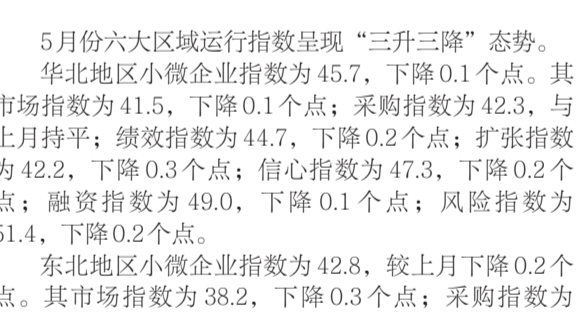 5月份六大区域运行指数呈现“三升三降”态势。
华北地区小微企业指数为45.7，下降0.1个点。其
市场指数为41.5，下降0.1个点；采购指数为42.3，与
上月持平；绩效指数为44.7，下降0.2个点；扩张指数
为42.2，下降0.3个点；信心指数为47.3，下降0.2个
点；融资指数为49.0，下降0.1个点；风险指数为
51.4，下降0.2个点。
东北地区小微企业指数为42.8，较上月下降0.2个
点。其市场指数为38.2，下降0.3个点；采购指数为